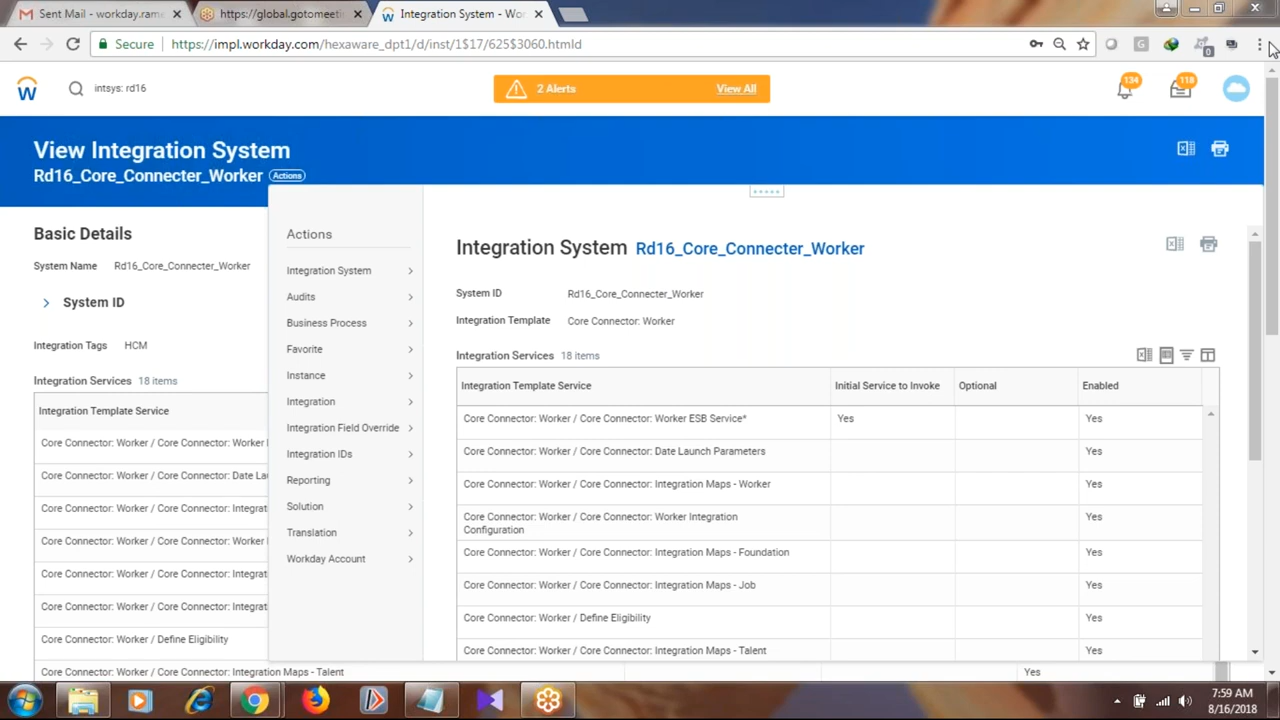 Sent Mail - workday.rame
https://global.gotomeeti
Integration System - Wor
Secure
https://impl.workday.com/hexaware_dpt1/d/inst/1$17/625$3060.htmld
G
0
W
intsys: rd16
2 Alerts
View All
134
118
View Integration System
Rd16_Core_Connecter_Worker
Actions
Basic Details
System Name
Rd16_Core_Connecter_Worker
System ID
Integration Tags
HCM
Integration Services
18 items
Integration Template Service
Core Connector: Worker / Core Connector: Worker
Core Connector: Worker / Core Connector: Date La
Core Connector: Worker / Core Connector: Integrat
Core Connector: Worker / Core Connector: Worker
Core Connector: Worker / Core Connector: Integrat
Core Connector: Worker / Core Connector: Integrat
Core Connector: Worker / Define Eligibility
Core Connector: Worker / Core Connector: Integration Maps - Talent
Yes
Actions
Integration System
Audits
Business Process
Favorite
Instance
Integration
Integration Field Override
Integration IDs
Reporting
Solution
Translation
Workday Account
Integration System Rd16_Core_Connecter_Worker
System ID
Rd16_Core_Connecter_Worker
Integration Template
Core Connector: Worker
Integration Services
18 items
Integration Template Service
Initial Service to Invoke
Optional
Enabled
Core Connector: Worker / Core Connector: Worker ESB Service*
Yes
Yes
Core Connector: Worker / Core Connector: Date Launch Parameters
Yes
Core Connector: Worker / Core Connector: Integration Maps - Worker
Yes
Core Connector: Worker / Core Connector: Worker Integration
Configuration
Yes
Core Connector: Worker / Core Connector: Integration Maps - Foundation
Yes
Core Connector: Worker / Core Connector: Integration Maps - Job
Yes
Core Connector: Worker / Define Eligibility
Yes
Core Connector: Worker / Core Connector: Integration Maps - Talent
Yes
7:59 AM
8/16/2018